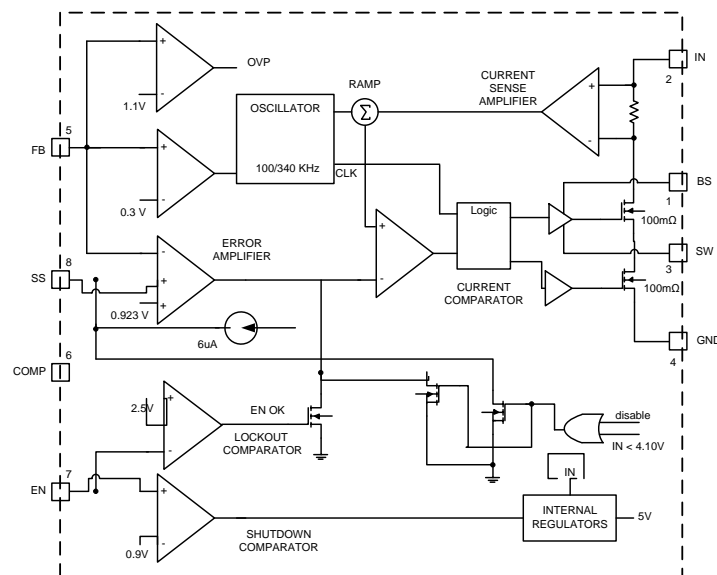 OVP
1.1V
5
FB
0.3 V
OSCILLATOR
100/340 KHz
CLK
RAMP
Σ
CURRENT
SENSE
AMPLIFIER
IN
2
BS
1
100mΩ
SW
3
100mΩ
GND
4
Logic
CURRENT
COMPARATOR
8
SS
ERROR
AMPLIFIER
0.923 V
6uA
6
COMP
2.5V
EN OK
LOCKOUT
COMPARATOR
7
EN
0.9V
SHUTDOWN
COMPARATOR
disable
IN < 4.10V
IN
INTERNAL
REGULATORS
5V
+
-
+
-
+
-
-
+
+
+
-
+
-
+
-